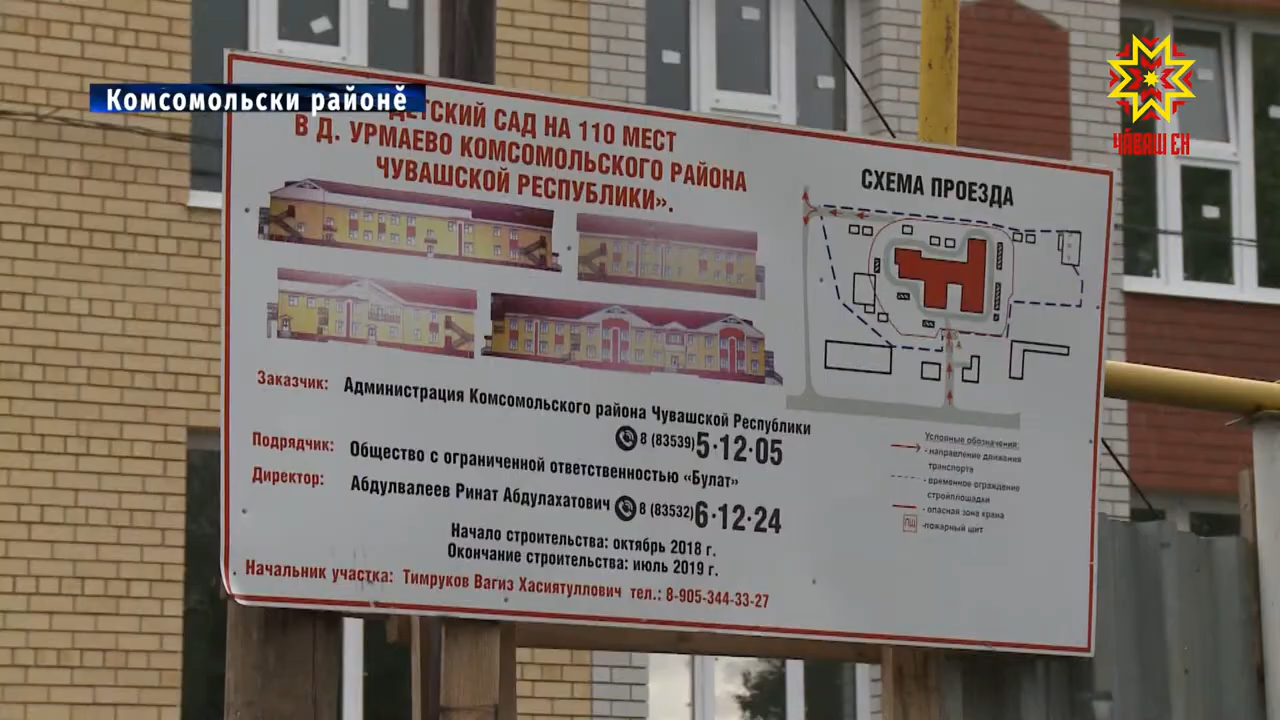 Комсомольски районӗ
ЧӐВАШ ЕН
ДЕТСКИЙ САД НА 110 МЕСТ
В Д. УРМАЕВО КОМСОМОЛЬСКОГО РАЙОНА
ЧУВАШСКОЙ РЕСПУБЛИКИ».
СХЕМА ПРОЕЗДА
Заказчик: Администрация Комсомольского района Чувашской Республики
8 (83539) 5·12·05
Подрядчик: Общество с ограниченной ответственностью «Булат»
Директор: Абдулвалеев Ринат Абдулахатович 8 (83532) 6·12·24
Начало строительства: октябрь 2018 г.
Окончание строительства: июль 2019 г.
Начальник участка: Тимруков Вагиз Хасиятуллович тел.: 8-905-344-33-27
Условные обозначения:
- направление движения
транспорта
- временное ограждение
стройплощадки
- опасная зона крана
ПЩ -пожарный щит